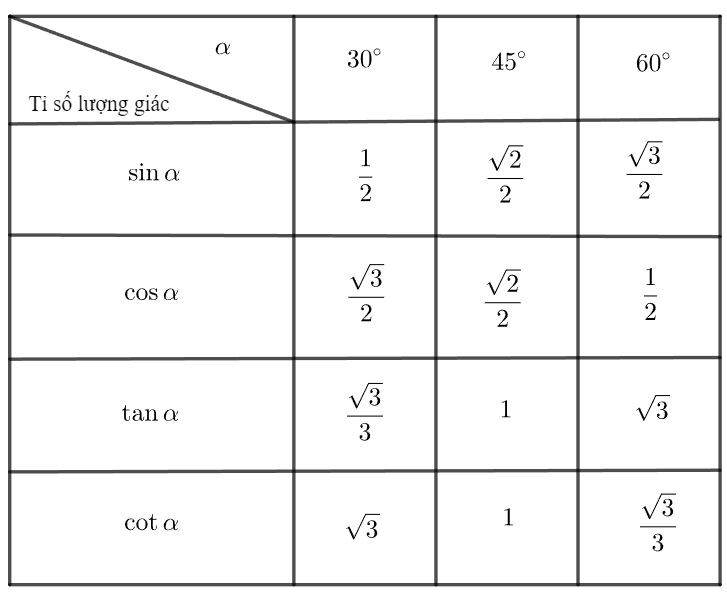 α 30° 45° 60°
Tỉ số lượng giác
sin α 1/2 √2/2 √3/2
cos α √3/2 √2/2 1/2
tan α √3/3 1 √3
cot α √3 1 √3/3